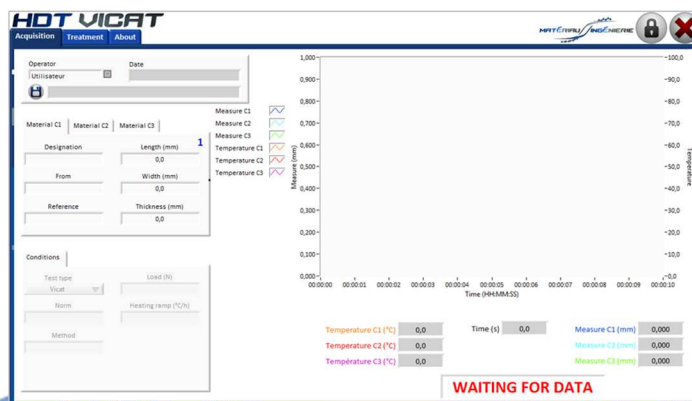 HDT VICAT
Acquisition Treatment About
MATÉRIAU INGÉNIERIE
Operator Date
Utilisateur
Material C1 Material C2 Material C3
1
Designation Length (mm)
0,0
From Width (mm)
0,0
Reference Thickness (mm)
0,0
Conditions
Test type Load (N)
Vicat
Norm Heating ramp (°C/h)
Method
Measure C1
Measure C2
Measure C3
Temperature C1
Temperature C2
Temperature C3
Measure (mm)
1,000
0,900
0,800
0,700
0,600
0,500
0,400
0,300
0,200
0,100
0,000
100,0
90,0
80,0
70,0
60,0
50,0
40,0
30,0
20,0
10,0
0,0
Temperature
00:00:00 00:00:01 00:00:02 00:00:03 00:00:04 00:00:05 00:00:06 00:00:07 00:00:08 00:00:09 00:00:10
Time (HH:MM:SS)
Temperature C1 (°C) 0,0 Time (s) 0,0 Measure C1 (mm) 0,000
Temperature C2 (°C) 0,0 Measure C2 (mm) 0,000
Température C3 (°C) 0,0 Measure C3 (mm) 0,000
WAITING FOR DATA